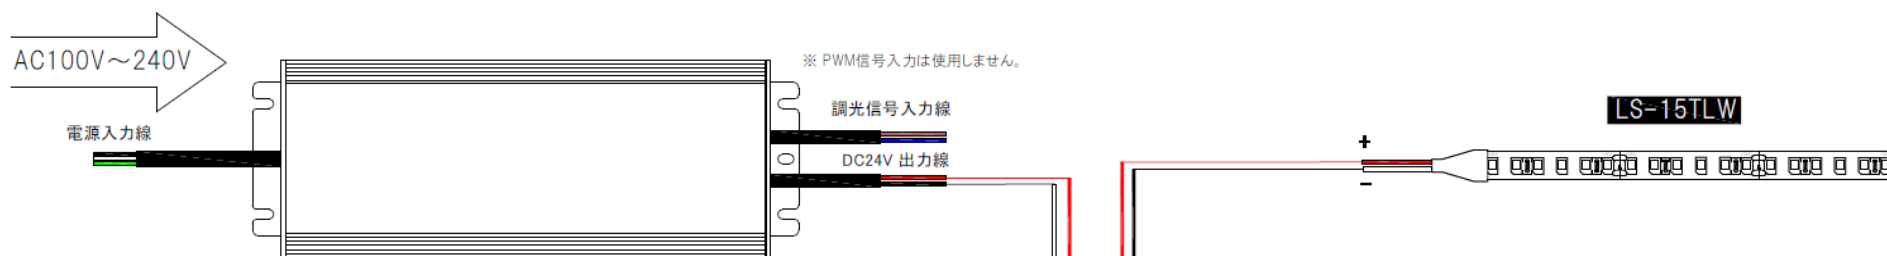 AC100V～240V
※ PWM信号入力は使用しません。
調光信号入力線
LS-15TLW
電源入力線
DC24V 出力線
+
−